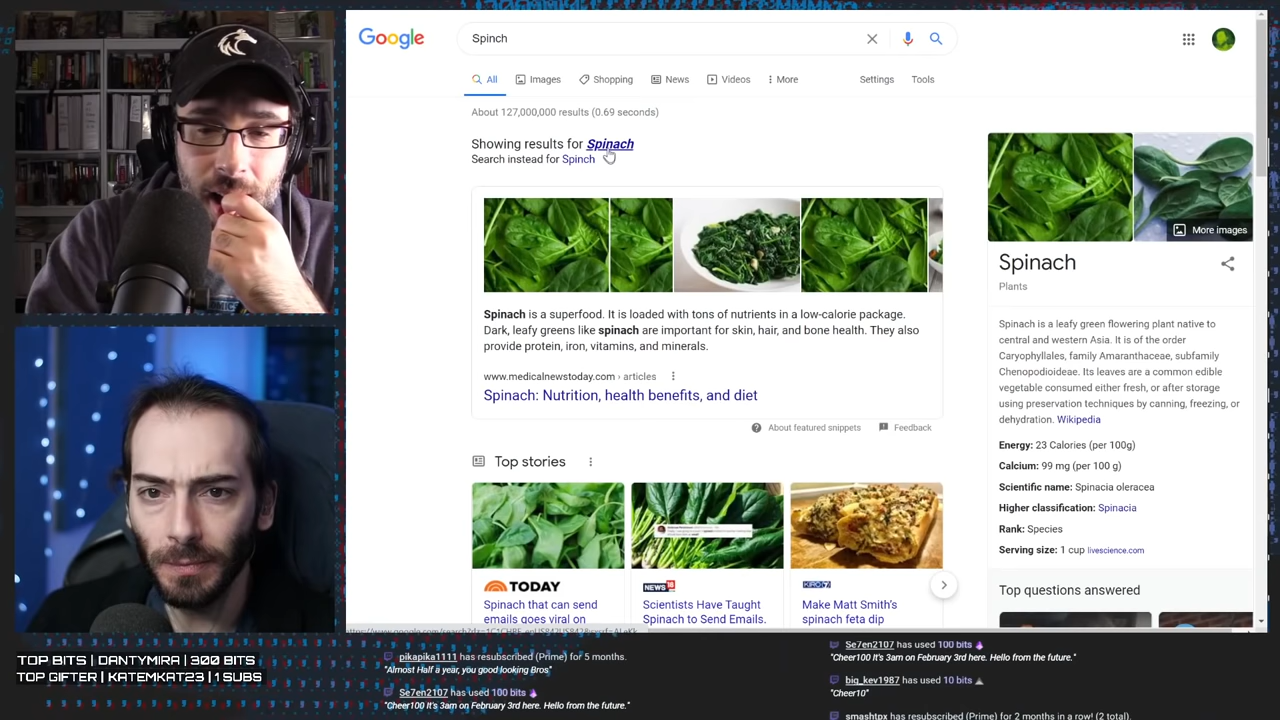 Google
Spinch
All
Images
Shopping
News
Videos
More
Settings
Tools
About 127,000,000 results (0.69 seconds)
Showing results for Spinach
Search instead for Spinch
Spinach is a superfood. It is loaded with tons of nutrients in a low-calorie package.
Dark, leafy greens like spinach are important for skin, hair, and bone health. They also
provide protein, iron, vitamins, and minerals.
www.medicalnewstoday.com › articles
Spinach: Nutrition, health benefits, and diet
About featured snippets
Feedback
Top stories
TODAY
Spinach that can send
emails goes viral on
NEWS18
Scientists Have Taught
Spinach to Send Emails.
KIRO 7
Make Matt Smith's
spinach feta dip
More images
Spinach
Plants
Spinach is a leafy green flowering plant native to
central and western Asia. It is of the order
Caryophyllales, family Amaranthaceae, subfamily
Chenopodioideae. Its leaves are a common edible
vegetable consumed either fresh, or after storage
using preservation techniques by canning, freezing, or
dehydration. Wikipedia
Energy: 23 Calories (per 100g)
Calcium: 99 mg (per 100 g)
Scientific name: Spinacia oleracea
Higher classification: Spinacia
Rank: Species
Serving size: 1 cup livescience.com
Top questions answered
TOP BITS | DANTYMIRA | 300 BITS
TOP GIFTER | KATEMKAT23 | 1 SUBS
pikapika1111 has resubscribed (Prime) for 5 months.
"Almost Half a year, you good looking Bros"
Se7en2107 has used 100 bits
"Cheer100 It's 3am on February 3rd here. Hello from the future."
Se7en2107 has used 100 bits
"Cheer100 It's 3am on February 3rd here. Hello from the future."
big_kev1987 has used 10 bits
"Cheer10"
smashtpx has resubscribed (Prime) for 2 months in a row! (2 total).